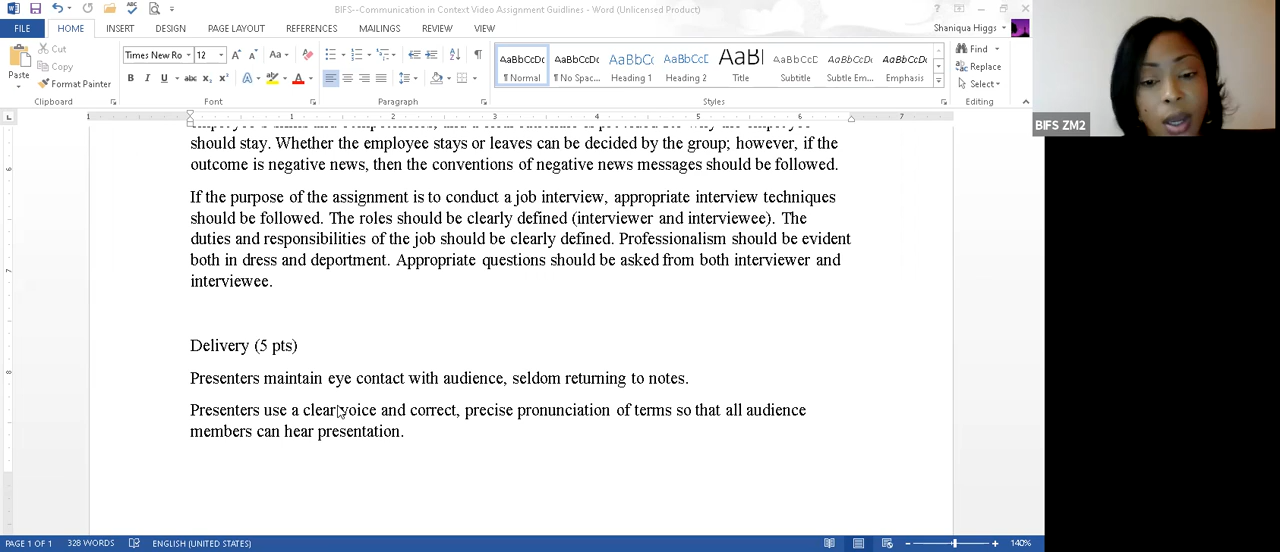 BIFS--Communication in Context Video Assignment Guidlines - Word (Unlicensed Product)
FILE HOME INSERT DESIGN PAGE LAYOUT REFERENCES MAILINGS REVIEW VIEW Shaniqua Higgs
Paste
Cut
Copy
Format Painter
Clipboard
Times New Ro 12
Font
Paragraph
AaBbCcDc AaBbCcDc AaBbCc AaBbCcD AaBl AaBbCcD AaBbCcDc AaBbCcDc
¶ Normal ¶ No Spac... Heading 1 Heading 2 Title Subtitle Subtle Em... Emphasis
Styles
Find
Replace
Select
Editing
BIFS ZM2
should stay. Whether the employee stays or leaves can be decided by the group; however, if the
outcome is negative news, then the conventions of negative news messages should be followed.
If the purpose of the assignment is to conduct a job interview, appropriate interview techniques
should be followed. The roles should be clearly defined (interviewer and interviewee). The
duties and responsibilities of the job should be clearly defined. Professionalism should be evident
both in dress and deportment. Appropriate questions should be asked from both interviewer and
interviewee.
Delivery (5 pts)
Presenters maintain eye contact with audience, seldom returning to notes.
Presenters use a clear voice and correct, precise pronunciation of terms so that all audience
members can hear presentation.
PAGE 1 OF 1 328 WORDS ENGLISH (UNITED STATES) 140%